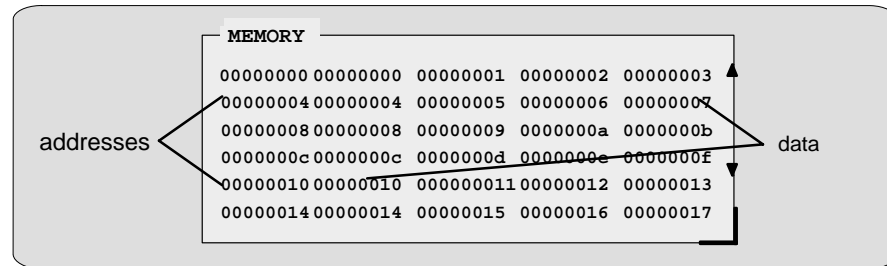 MEMORY
00000000 00000000 00000001 00000002 00000003
00000004 00000004 00000005 00000006 00000007
addresses
00000008 00000008 00000009 0000000a 0000000b
data
0000000c 0000000c 0000000d 0000000e 0000000f
00000010 00000010 000000011 00000012 00000013
00000014 00000014 00000015 00000016 00000017